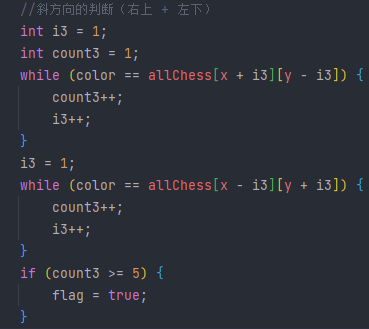 //斜方向的判断（右上 + 左下）
int i3 = 1;
int count3 = 1;
while (color == allChess[x + i3][y - i3]) {
    count3++;
    i3++;
}
i3 = 1;
while (color == allChess[x - i3][y + i3]) {
    count3++;
    i3++;
}
if (count3 >= 5) {
    flag = true;
}